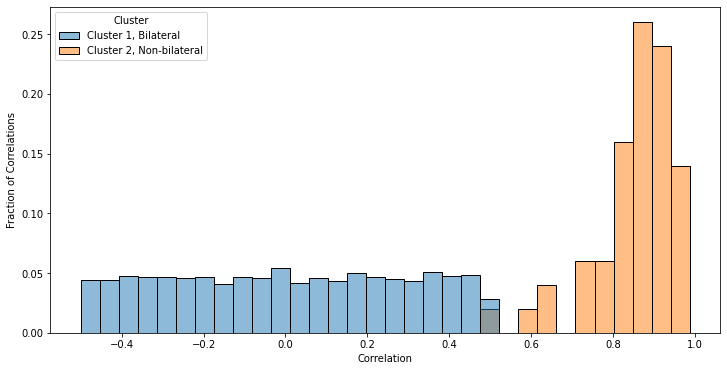 Cluster
Cluster 1, Bilateral
Cluster 2, Non-bilateral
Fraction of Correlations
0.25
0.20
0.15
0.10
0.05
0.00
−0.4 −0.2 0.0 0.2 0.4 0.6 0.8 1.0
Correlation